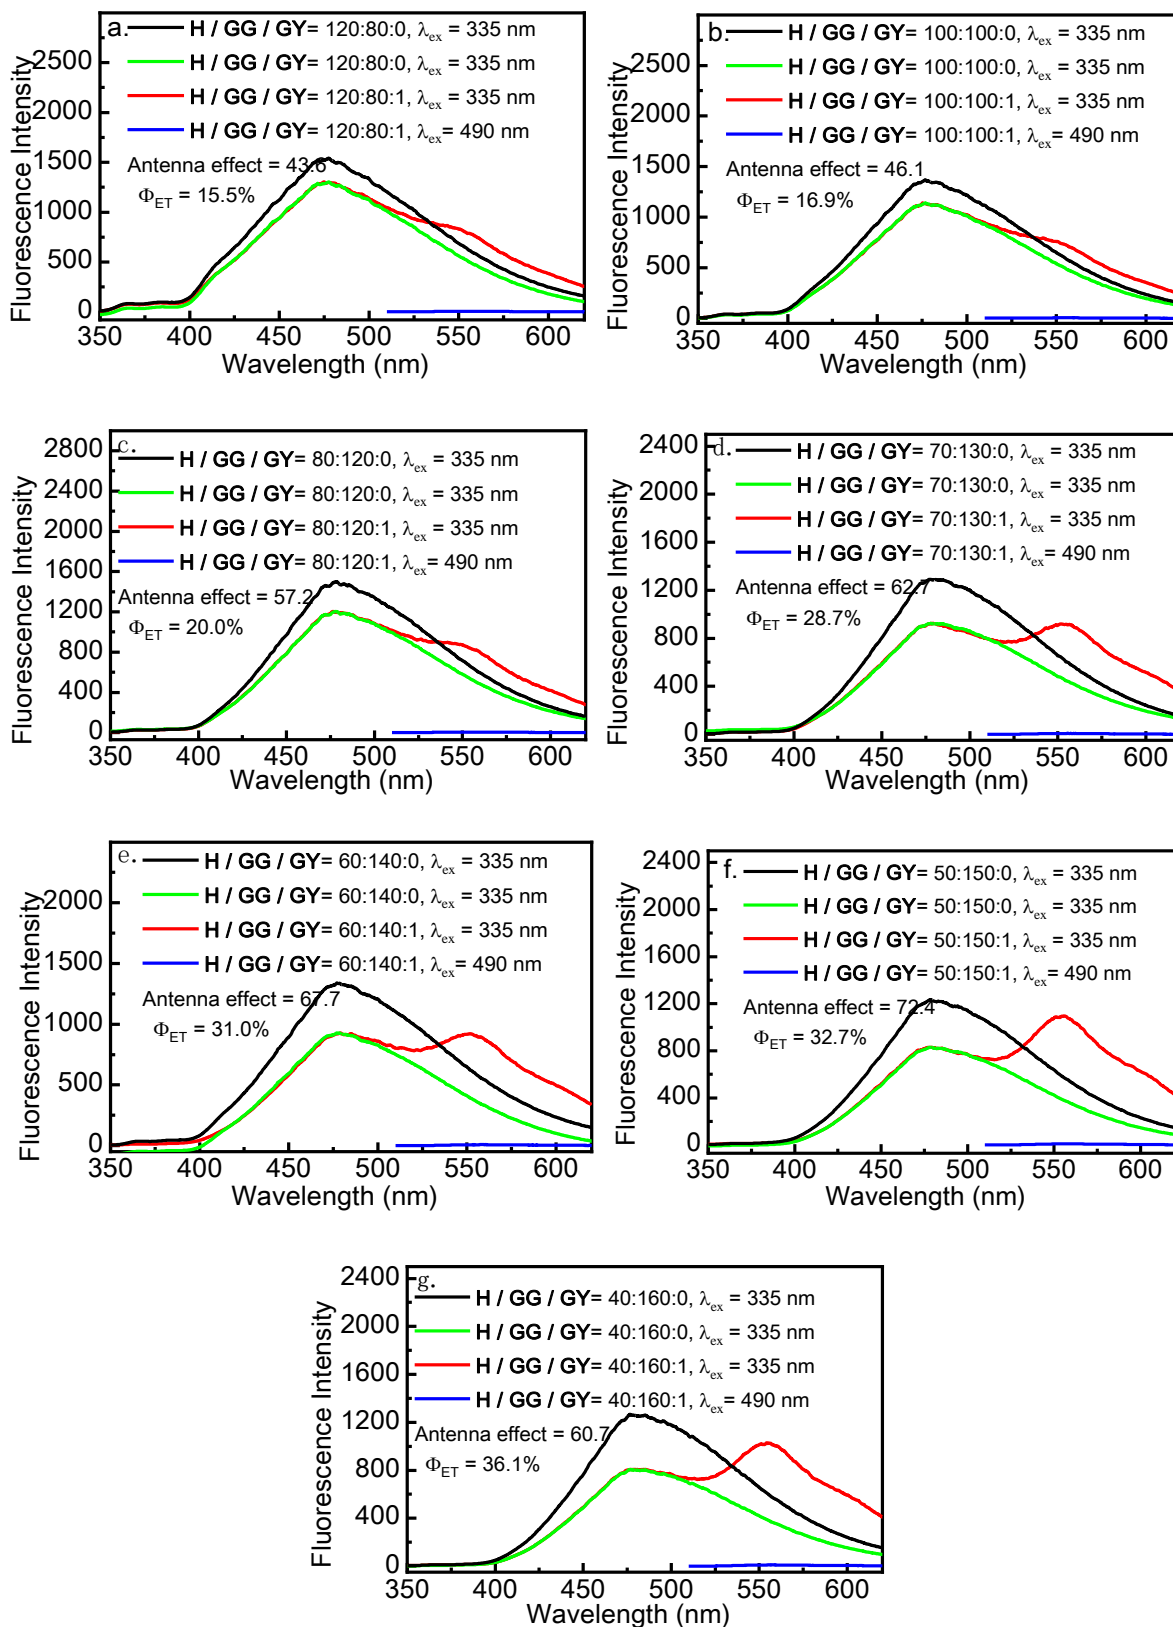 a.
H / GG / GY= 120:80:0, λex = 335 nm
H / GG / GY= 120:80:0, λex = 335 nm
H / GG / GY= 120:80:1, λex = 335 nm
H / GG / GY= 120:80:1, λex= 490 nm
Antenna effect = 43.6
ΦET = 15.5%
Fluorescence Intensity
2500
2000
1500
1000
500
0
350 400 450 500 550 600
Wavelength (nm)
b.
H / GG / GY= 100:100:0, λex = 335 nm
H / GG / GY= 100:100:0, λex = 335 nm
H / GG / GY= 100:100:1, λex = 335 nm
H / GG / GY= 100:100:1, λex= 490 nm
Antenna effect = 46.1
ΦET = 16.9%
Fluorescence Intensity
2500
2000
1500
1000
500
0
350 400 450 500 550 600
Wavelength (nm)
c.
H / GG / GY= 80:120:0, λex = 335 nm
H / GG / GY= 80:120:0, λex = 335 nm
H / GG / GY= 80:120:1, λex = 335 nm
H / GG / GY= 80:120:1, λex= 490 nm
Antenna effect = 57.2
ΦET = 20.0%
Fluorescence Intensity
2800
2400
2000
1600
1200
800
400
0
350 400 450 500 550 600
Wavelength (nm)
d.
H / GG / GY= 70:130:0, λex = 335 nm
H / GG / GY= 70:130:0, λex = 335 nm
H / GG / GY= 70:130:1, λex = 335 nm
H / GG / GY= 70:130:1, λex= 490 nm
Antenna effect = 62.7
ΦET = 28.7%
Fluorescence Intensity
2400
2000
1600
1200
800
400
0
350 400 450 500 550 600
Wavelength (nm)
e.
H / GG / GY= 60:140:0, λex = 335 nm
H / GG / GY= 60:140:0, λex = 335 nm
H / GG / GY= 60:140:1, λex = 335 nm
H / GG / GY= 60:140:1, λex= 490 nm
Antenna effect = 67.7
ΦET = 31.0%
Fluorescence Intensity
2000
1500
1000
500
0
350 400 450 500 550 600
Wavelength (nm)
f.
H / GG / GY= 50:150:0, λex = 335 nm
H / GG / GY= 50:150:0, λex = 335 nm
H / GG / GY= 50:150:1, λex = 335 nm
H / GG / GY= 50:150:1, λex= 490 nm
Antenna effect = 72.4
ΦET = 32.7%
Fluorescence Intensity
2400
2000
1600
1200
800
400
0
350 400 450 500 550 600
Wavelength (nm)
g.
H / GG / GY= 40:160:0, λex = 335 nm
H / GG / GY= 40:160:0, λex = 335 nm
H / GG / GY= 40:160:1, λex = 335 nm
H / GG / GY= 40:160:1, λex= 490 nm
Antenna effect = 60.7
ΦET = 36.1%
Fluorescence Intensity
2400
2000
1600
1200
800
400
0
350 400 450 500 550 600
Wavelength (nm)